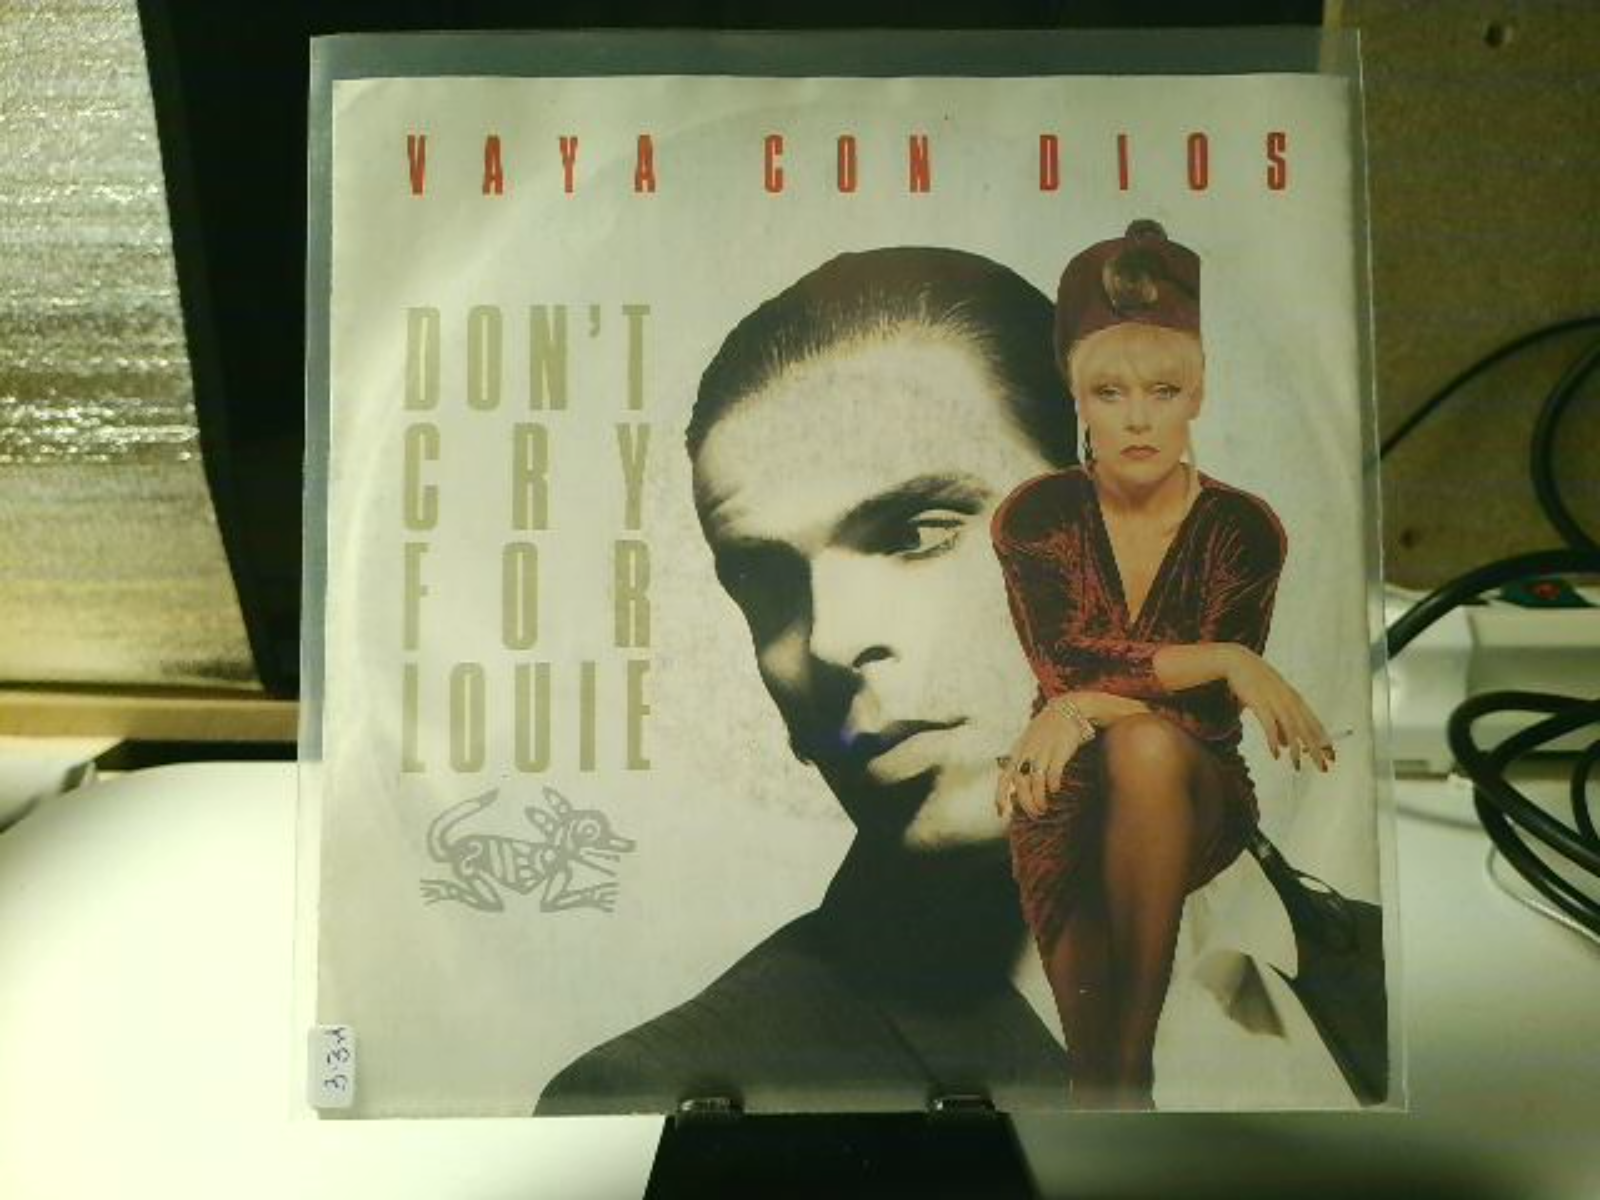 VAYA CON DIOS
DON'T
CRY
FOR
LOUIE